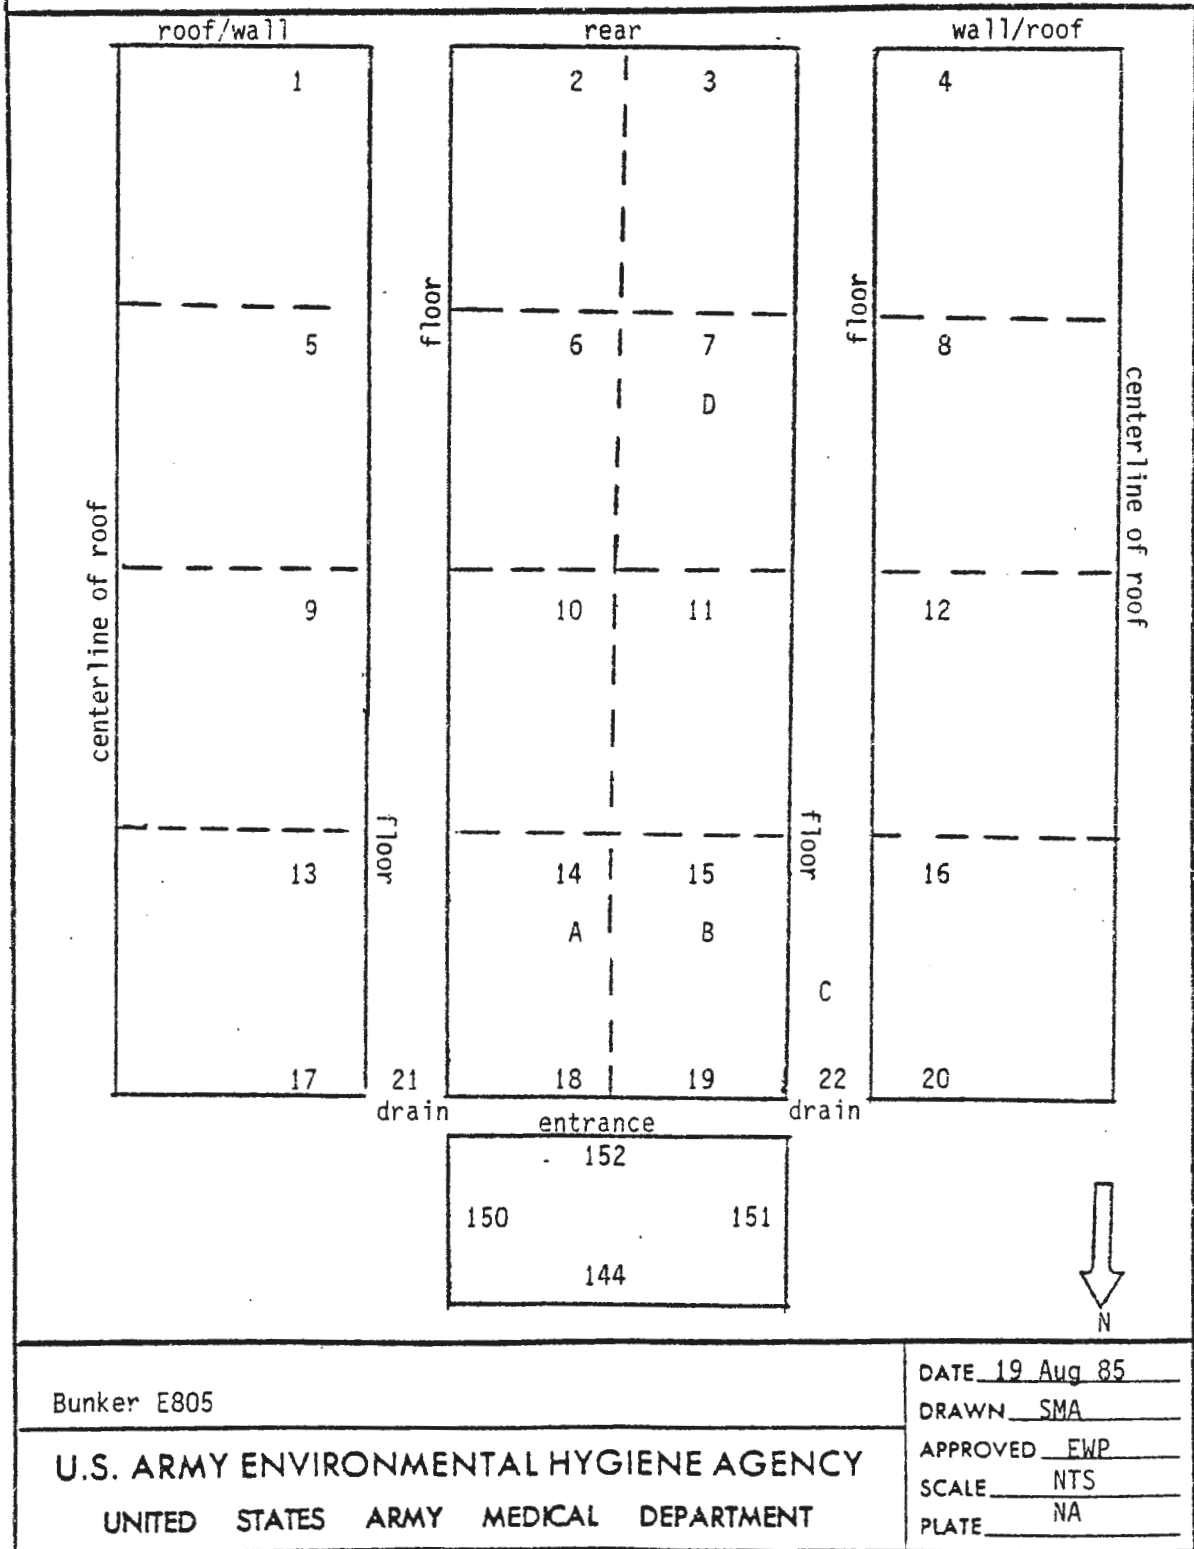 roof/wall rear wall/roof
1 2 3 4
floor floor
5 6 7 8
D
centerline of roof
centerline of roof
9 10 11 12
floor floor
13 14 15 16
A B
C
17 21 18 19 22 20
drain entrance drain
152
150 151
144
N
Bunker E805
U.S. ARMY ENVIRONMENTAL HYGIENE AGENCY
UNITED STATES ARMY MEDICAL DEPARTMENT
DATE 19 Aug 85
DRAWN SMA
APPROVED EWP
SCALE NTS
PLATE NA